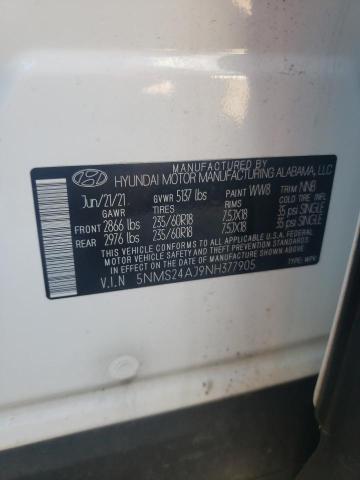 HYUNDAI MOTOR MANUFACTURING ALABAMA, LLC
Jun/21/21 GVWR 5137 lbs PAINT WW8 TRIM NNB
GAWR TIRES RIMS COLD TIRE INF.
FRONT 2866 lbs 235/60R18 7.5JX18 35 psi SINGLE
REAR 2976 lbs 235/60R18 7.5JX18 35 psi SINGLE
THIS VEHICLE CONFORMS TO ALL APPLICABLE U.S.A. FEDERAL
MOTOR VEHICLE SAFETY AND THEFT PREVENTION STANDARDS
IN EFFECT ON THE DATE OF MANUFACTURE SHOWN ABOVE.
V.I.N 5NMS24AJ9NH377905 TYPE: MPV